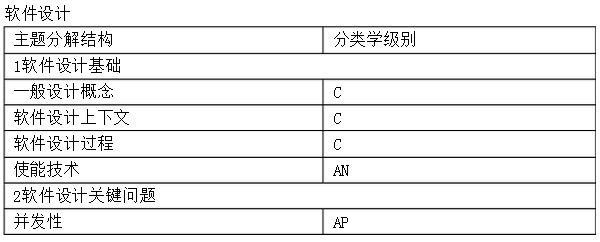 软件设计
主题分解结构 分类学级别
1软件设计基础
一般设计概念 C
软件设计上下文 C
软件设计过程 C
使能技术 AN
2软件设计关键问题
并发性 AP